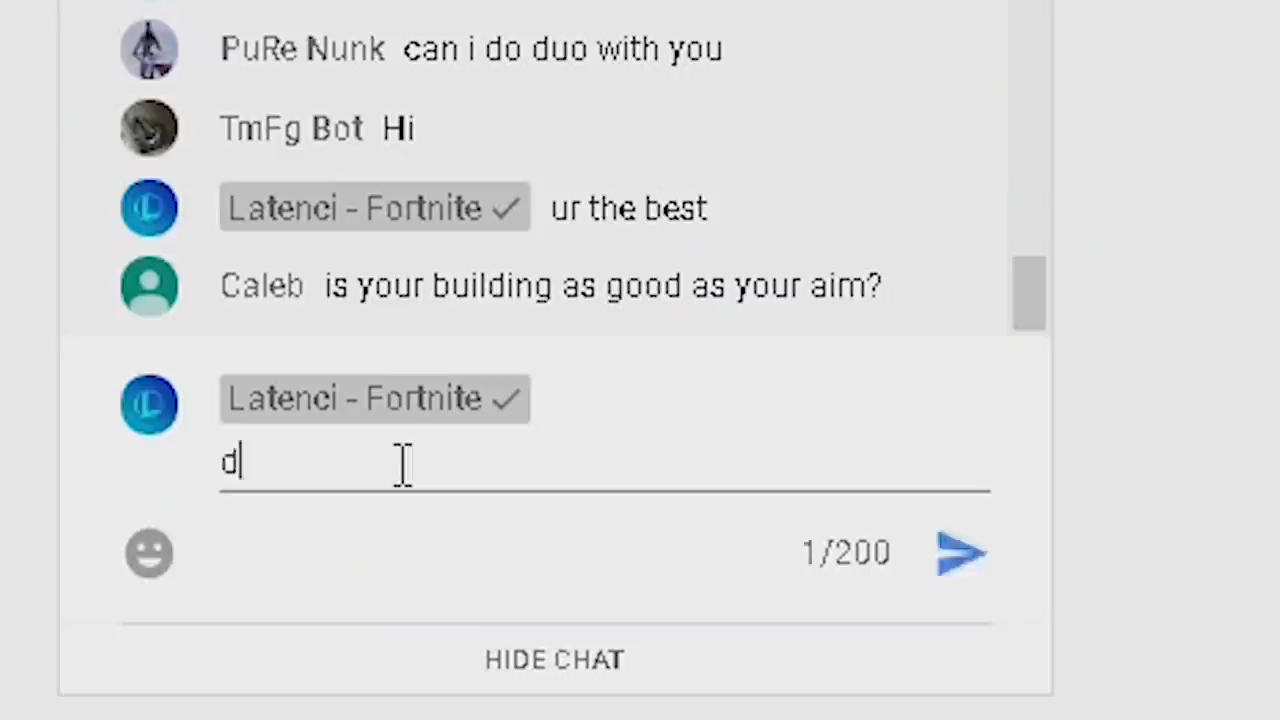 PuRe Nunk can i do duo with you
TmFg Bot Hi
Latenci - Fortnite ✓ ur the best
Caleb is your building as good as your aim?
Latenci - Fortnite ✓
d
1/200
HIDE CHAT